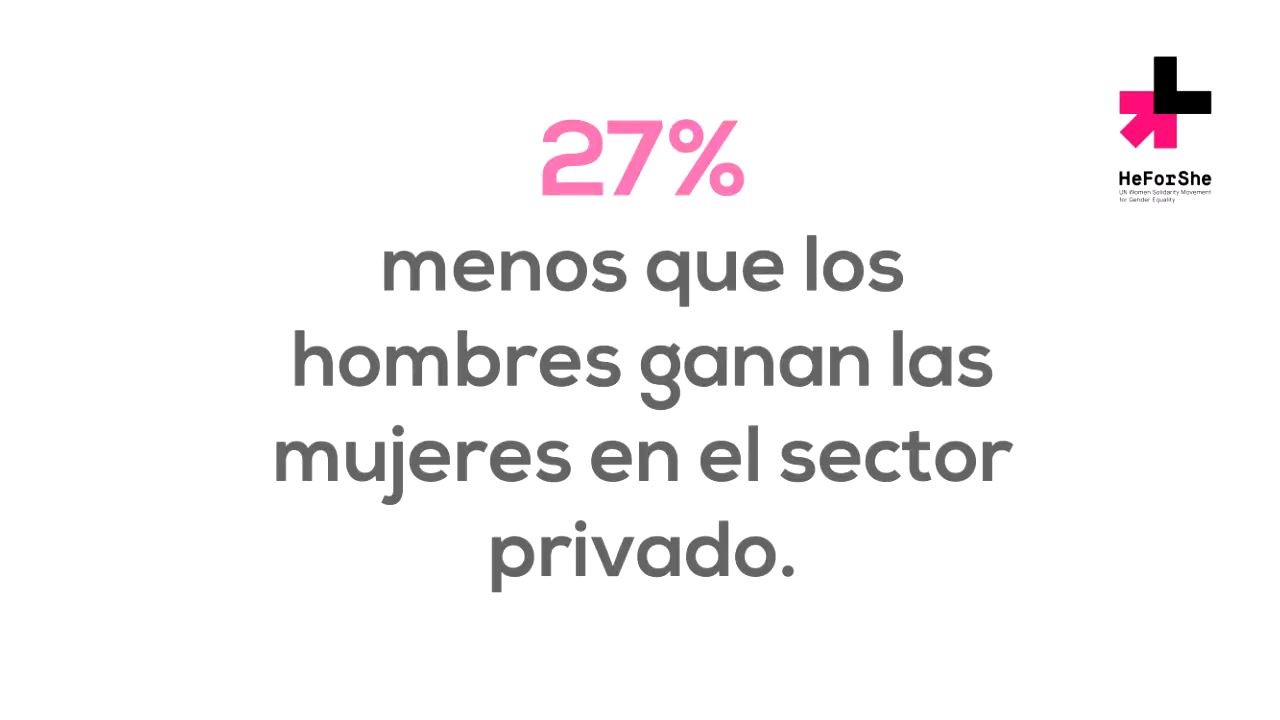 27%
menos que los
hombres ganan las
mujeres en el sector
privado.
HeForShe
UN Women Solidarity Movement
for Gender Equality